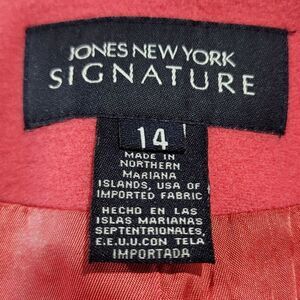 JONES NEW YORK
SIGNATURE
14
MADE IN
NORTHERN
MARIANA
ISLANDS, USA OF
IMPORTED FABRIC
HECHO EN LAS
ISLAS MARIANAS
SEPTENTRIONALES,
E.E.U.U.CON TELA
IMPORTADA